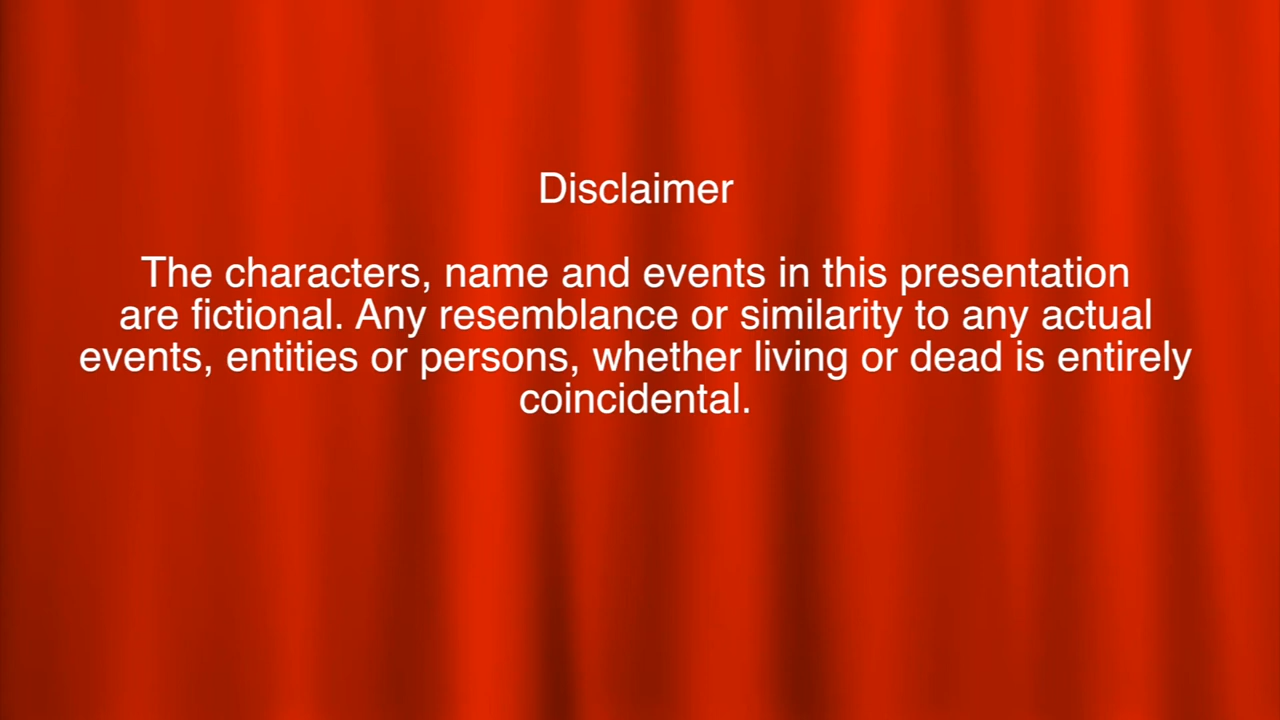 Disclaimer
The characters, name and events in this presentation
are fictional. Any resemblance or similarity to any actual
events, entities or persons, whether living or dead is entirely
coincidental.